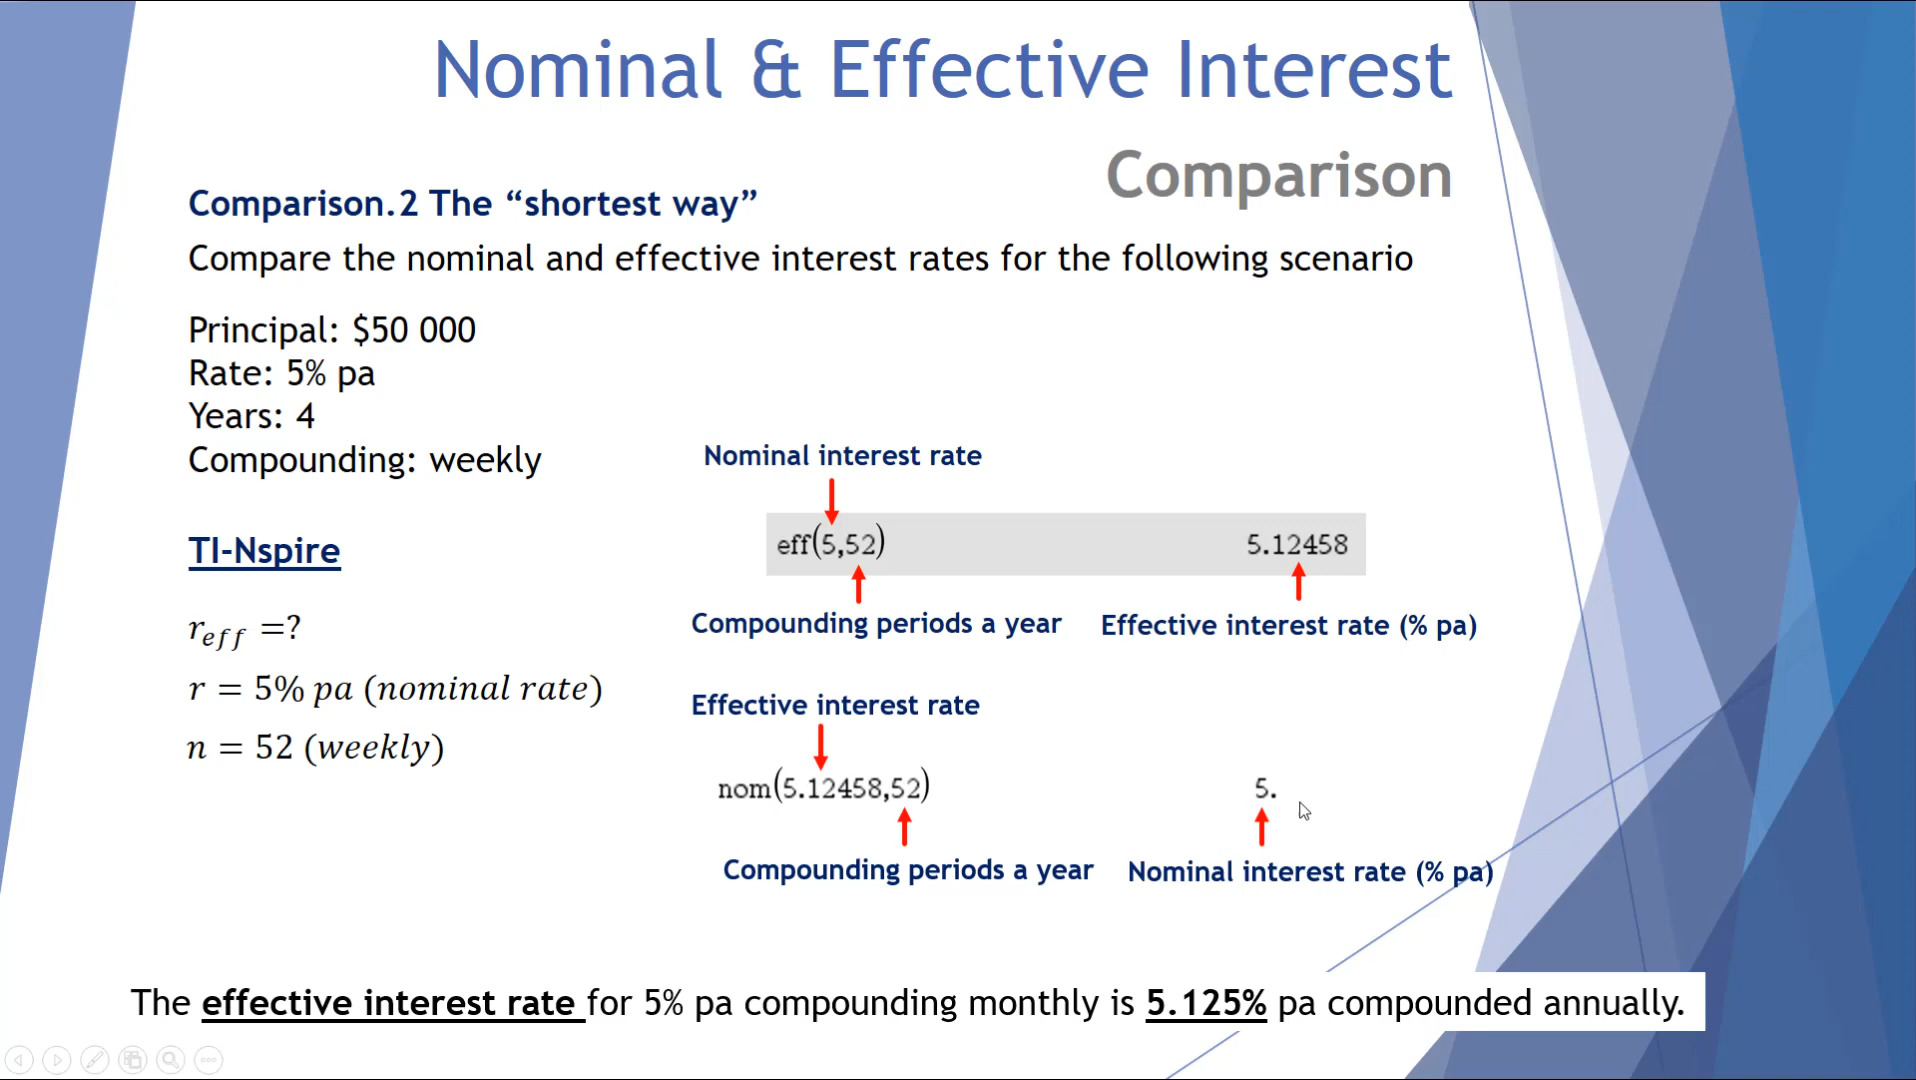 Nominal & Effective Interest
Comparison
Comparison.2 The “shortest way”
Compare the nominal and effective interest rates for the following scenario
Principal: $50 000
Rate: 5% pa
Years: 4
Compounding: weekly
TI-Nspire
r_eff =?
r = 5% pa (nominal rate)
n = 52 (weekly)
Nominal interest rate
eff(5,52) 5.12458
Compounding periods a year Effective interest rate (% pa)
Effective interest rate
nom(5.12458,52) 5.
Compounding periods a year Nominal interest rate (% pa)
The effective interest rate for 5% pa compounding monthly is 5.125% pa compounded annually.